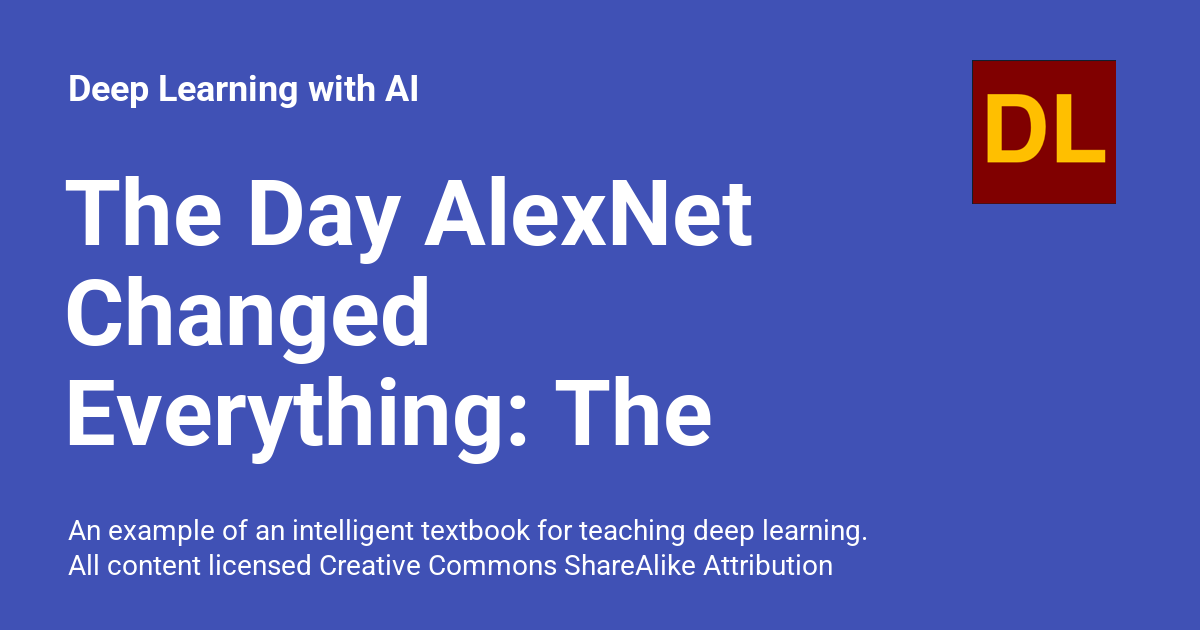 Deep Learning with AI
DL
The Day AlexNet
Changed
Everything: The
An example of an intelligent textbook for teaching deep learning.
All content licensed Creative Commons ShareAlike Attribution